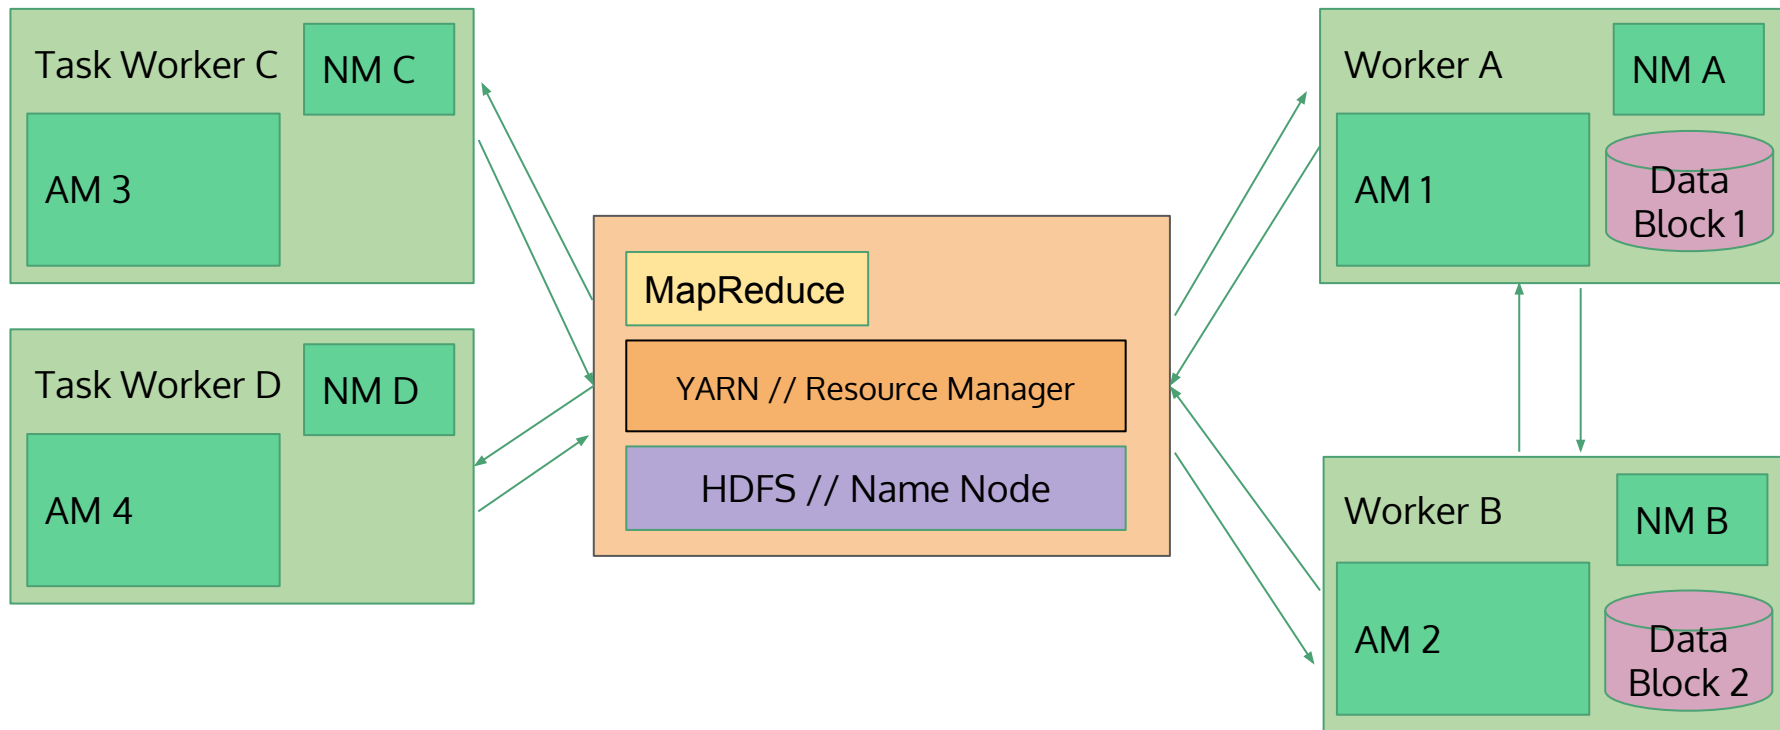 Task Worker C
NM C
AM 3
Task Worker D
NM D
AM 4
MapReduce
YARN // Resource Manager
HDFS // Name Node
Worker A
NM A
AM 1
Data
Block 1
Worker B
NM B
AM 2
Data
Block 2